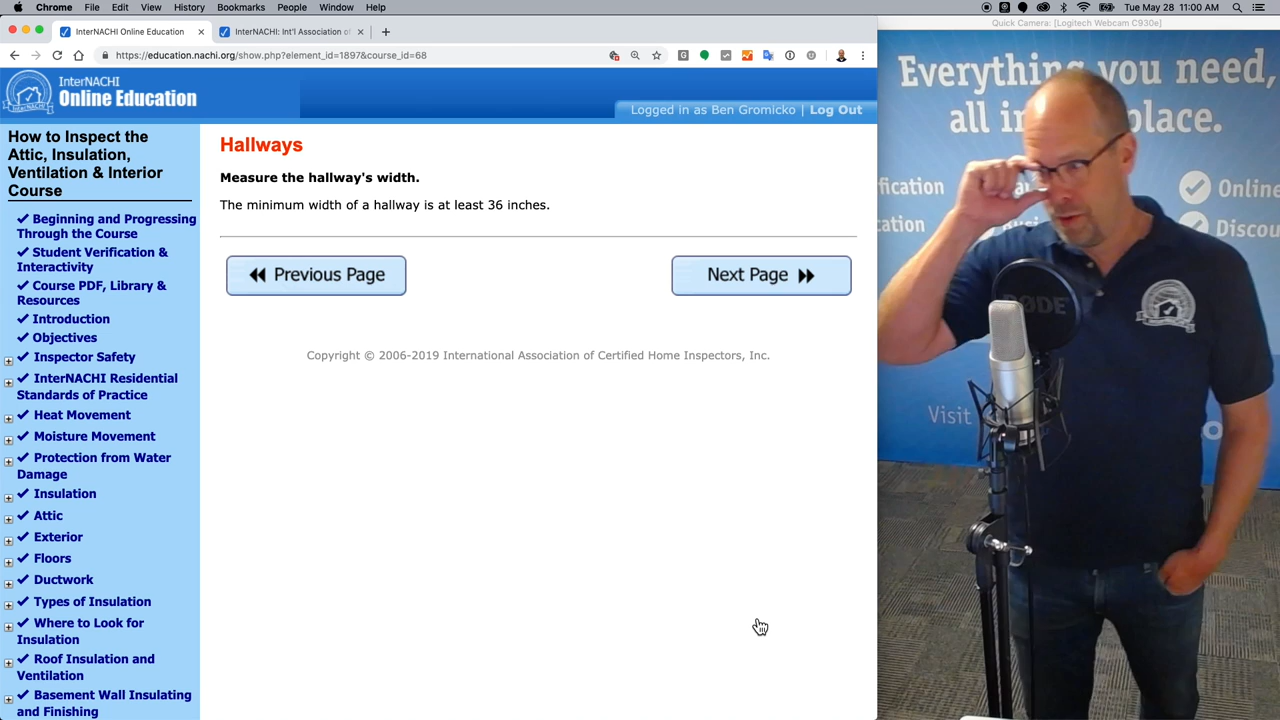 Chrome File Edit View History Bookmarks People Window Help
Tue May 28 11:00 AM
InterNACHI Online Education
InterNACHI: Int'l Association of
Quick Camera: [Logitech Webcam C930e]
https://education.nachi.org/show.php?element_id=1897&course_id=68
InterNACHI
Online Education
Logged in as Ben Gromicko | Log Out
How to Inspect the
Attic, Insulation,
Ventilation & Interior
Course
Beginning and Progressing
Through the Course
Student Verification &
Interactivity
Course PDF, Library &
Resources
Introduction
Objectives
Inspector Safety
InterNACHI Residential
Standards of Practice
Heat Movement
Moisture Movement
Protection from Water
Damage
Insulation
Attic
Exterior
Floors
Ductwork
Types of Insulation
Where to Look for
Insulation
Roof Insulation and
Ventilation
Basement Wall Insulating
and Finishing
Hallways
Measure the hallway's width.
The minimum width of a hallway is at least 36 inches.
Previous Page
Next Page
Copyright © 2006-2019 International Association of Certified Home Inspectors, Inc.
Everything you need,
all in place.
Online
Visit
RØDE